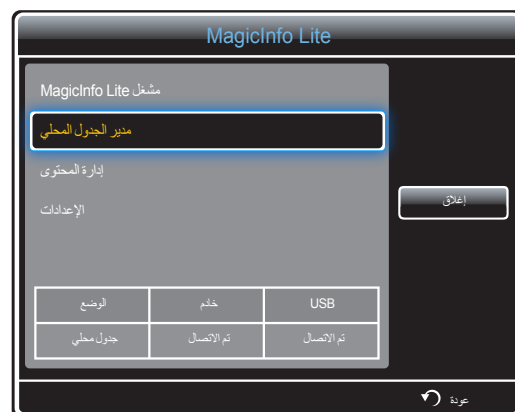 MagicInfo Lite
مشغل MagicInfo Lite
مدير الجدول المحلي
إدارة المحتوى
الإعدادات
إغلاق
الوضع خادم USB
جدول محلي تم الاتصال تم الاتصال
عودة